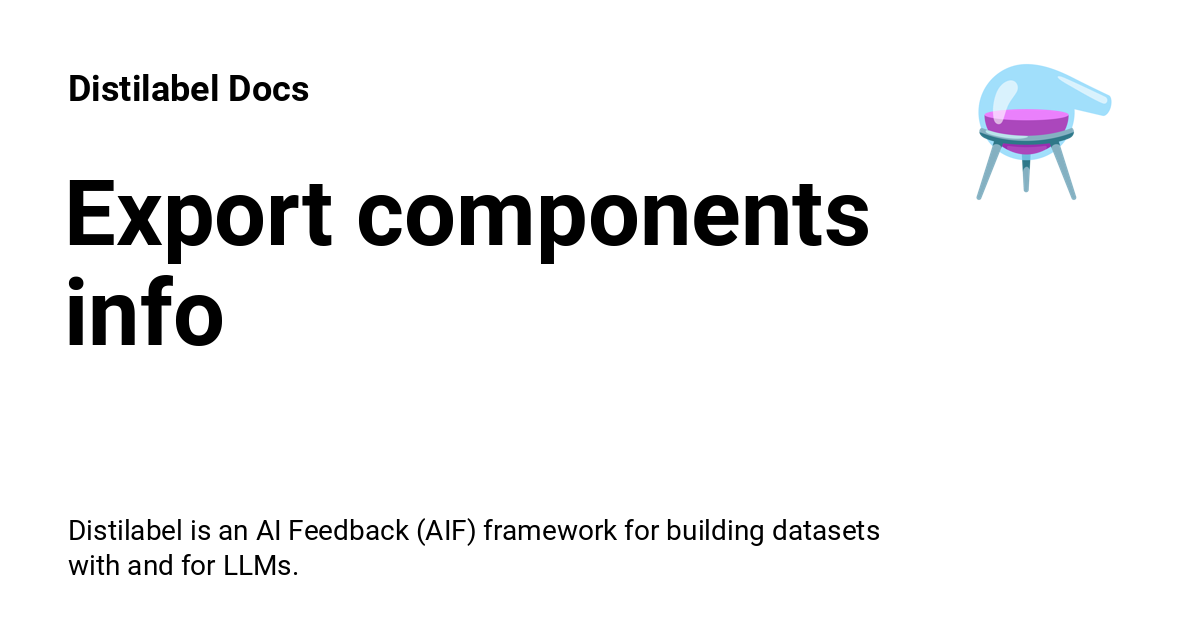 Distilabel Docs
Export components
info
Distilabel is an AI Feedback (AIF) framework for building datasets
with and for LLMs.